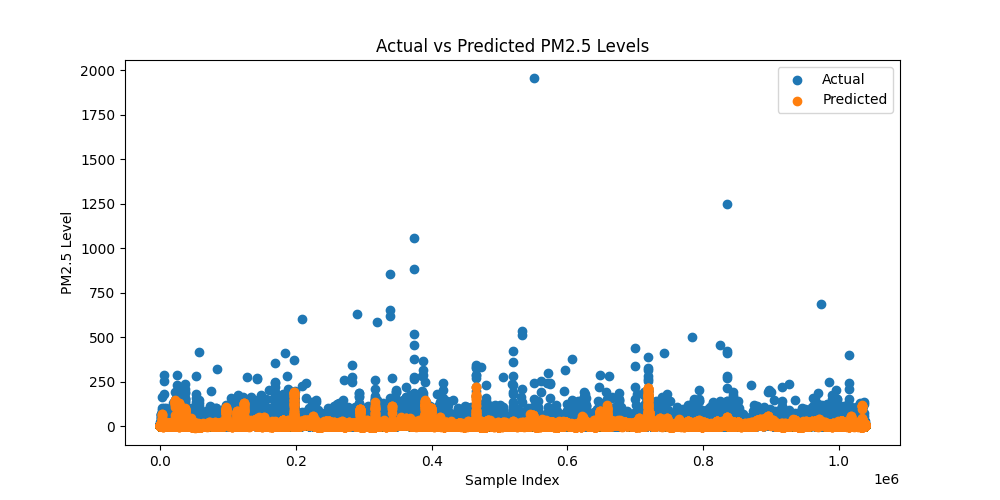 Actual vs Predicted PM2.5 Levels
Actual
Predicted
PM2.5 Level
2000
1750
1500
1250
1000
750
500
250
0
0.0
0.2
0.4
0.6
0.8
1.0
1e6
Sample Index